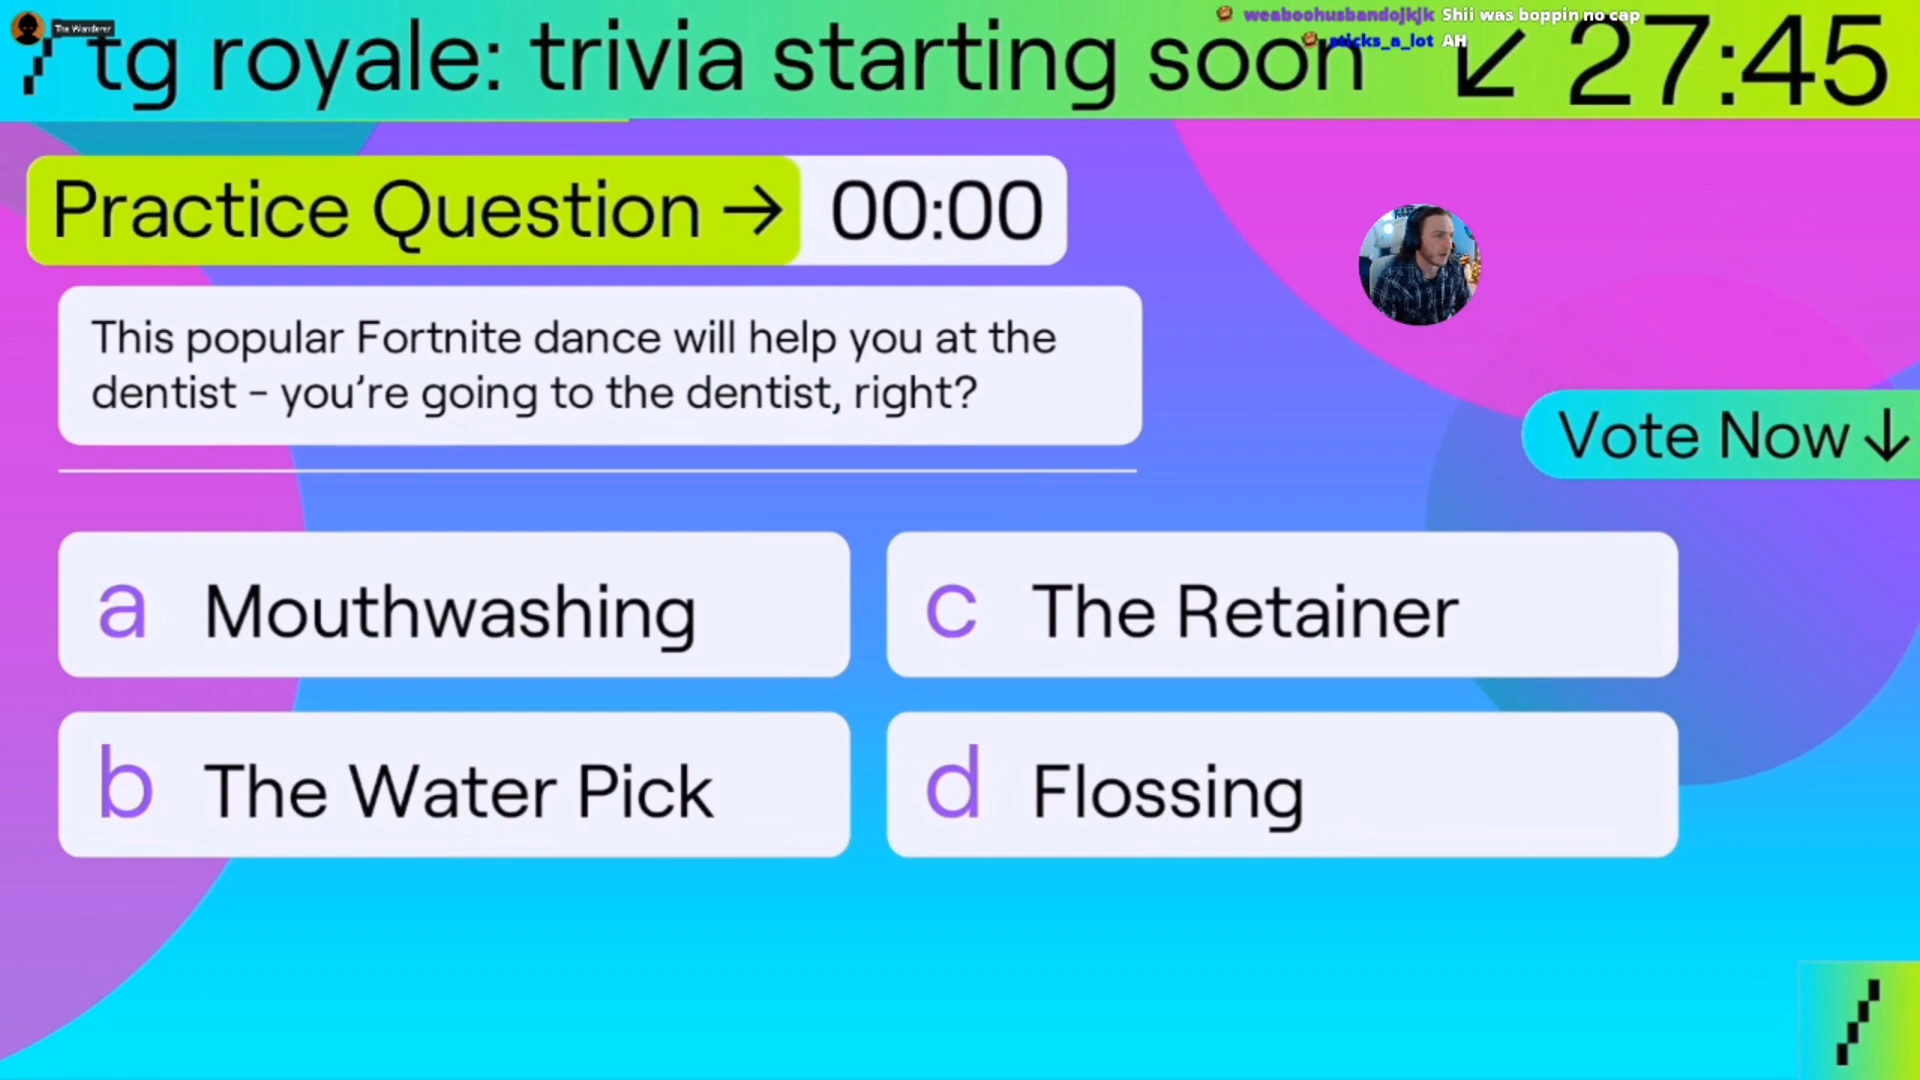 The Wanderer
weaboohusbandojkjk Shii was boppin no cap
sticks_a_lot AH
tg royale: trivia starting soon ↙ 27:45
Practice Question → 00:00
This popular Fortnite dance will help you at the
dentist – you’re going to the dentist, right?
Vote Now ↓
a Mouthwashing
c The Retainer
b The Water Pick
d Flossing